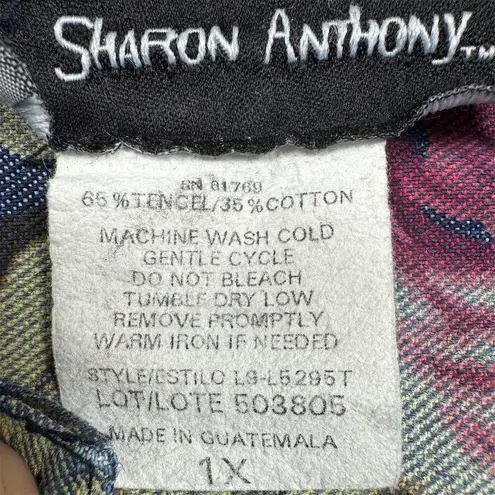 SHARON ANTHONY™
RN 81769
65%TENCEL/35%COTTON
MACHINE WASH COLD
GENTLE CYCLE
DO NOT BLEACH
TUMBLE DRY LOW
REMOVE PROMPTLY
WARM IRON IF NEEDED
STYLE/ESTILO LS-L5295T
LOT/LOTE 503805
MADE IN GUATEMALA
1X